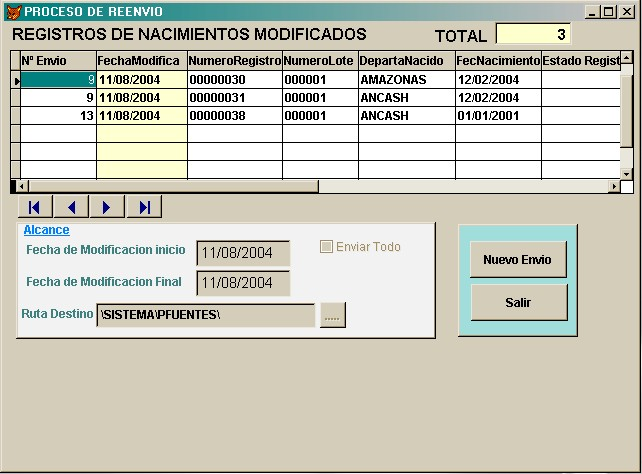 PROCESO DE REENVIO
REGISTROS DE NACIMIENTOS MODIFICADOS TOTAL 3
Nº Envio FechaModifica NumeroRegistro NumeroLote DepartaNacido FecNacimiento Estado Regist
9 11/08/2004 00000030 000001 AMAZONAS 12/02/2004
9 11/08/2004 00000031 000001 ANCASH 12/02/2004
13 11/08/2004 00000038 000001 ANCASH 01/01/2001
Alcance
Fecha de Modificacion inicio 11/08/2004 Enviar Todo
Fecha de Modificacion Final 11/08/2004
Ruta Destino \SISTEMA\PFUENTES\ .....
Nuevo Envio
Salir